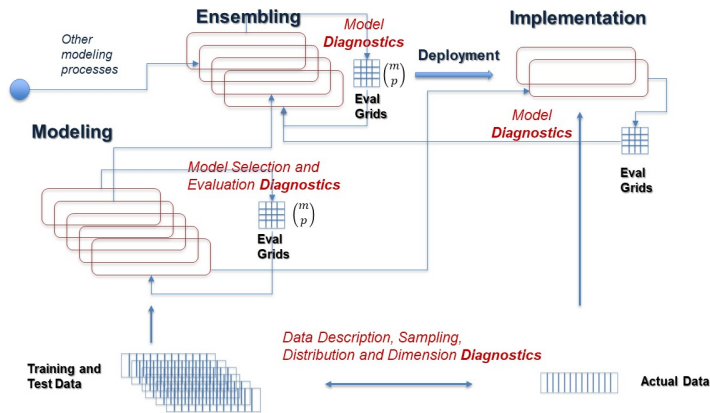 Ensembling
Implementation
Other
modeling
processes
Model
Diagnostics
Deployment
(m
p)
Eval
Grids
Modeling
Model
Diagnostics
Eval
Grids
Model Selection and
Evaluation Diagnostics
(m
p)
Eval
Grids
Data Description, Sampling,
Distribution and Dimension Diagnostics
Training and
Test Data
Actual Data